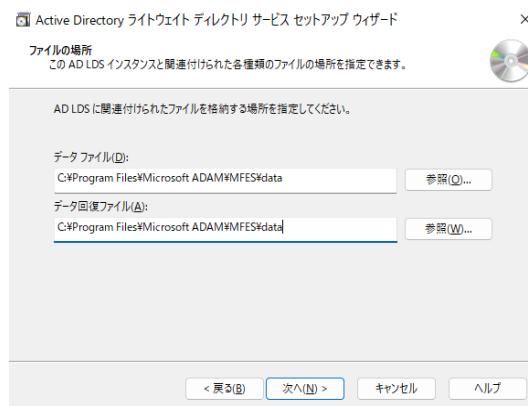 Active Directory ライトウェイト ディレクトリ サービス セットアップ ウィザード
ファイルの場所
この AD LDS インスタンスと関連付けられた各種類のファイルの場所を指定できます。
AD LDS に関連付けられたファイルを格納する場所を指定してください。
データ ファイル(D):
C:¥Program Files¥Microsoft ADAM¥MFES¥data
参照(O)...
データ回復ファイル(A):
C:¥Program Files¥Microsoft ADAM¥MFES¥data
参照(W)...
< 戻る(B) 次へ(N) > キャンセル ヘルプ